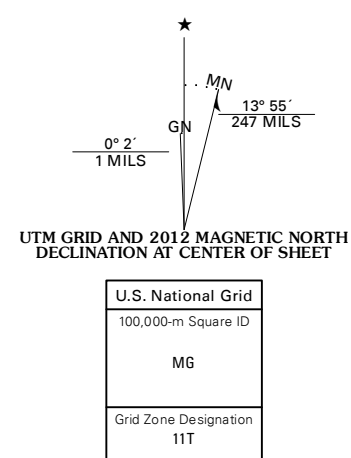 ★
MN
GN
13° 55´
247 MILS
0° 2´
1 MILS
UTM GRID AND 2012 MAGNETIC NORTH
DECLINATION AT CENTER OF SHEET
U.S. National Grid
100,000-m Square ID
MG
Grid Zone Designation
11T